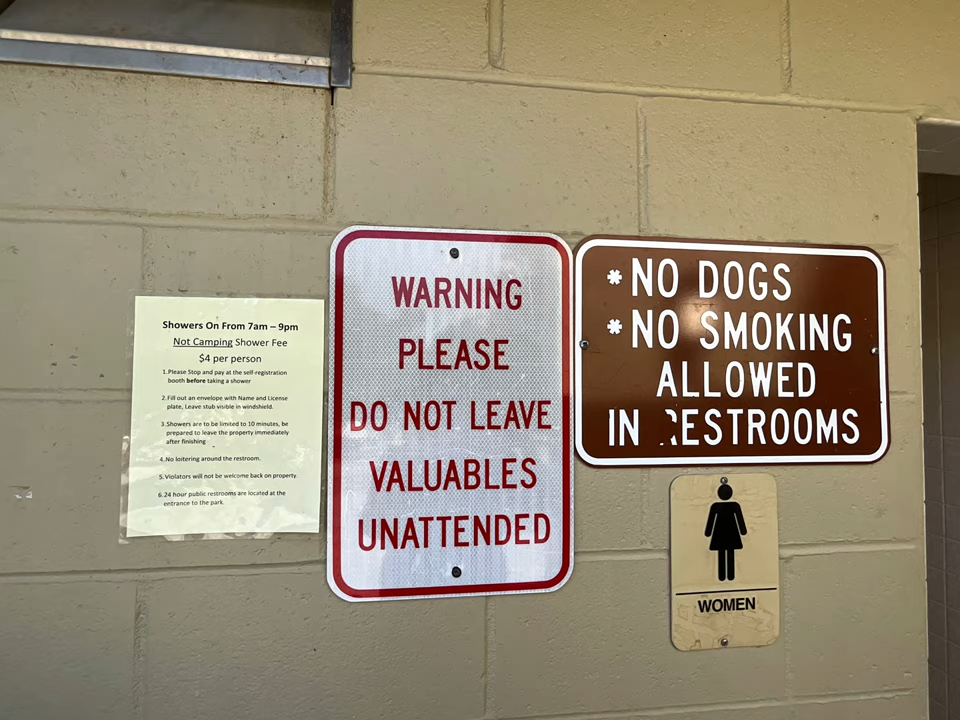 Showers On From 7am – 9pm
Not Camping Shower Fee
$4 per person
1.Please Stop and pay at the self-registration
booth before taking a shower
2.Fill out an envelope with Name and License
plate, Leave stub visible in windshield.
3.Showers are to be limited to 10 minutes, be
prepared to leave the property immediately
after finishing
4.No loitering around the restroom.
5.Violators will not be welcome back on property.
6.24 hour public restrooms are located at the
entrance to the park.
WARNING
PLEASE
DO NOT LEAVE
VALUABLES
UNATTENDED
* NO DOGS
* NO SMOKING
ALLOWED
IN RESTROOMS
WOMEN